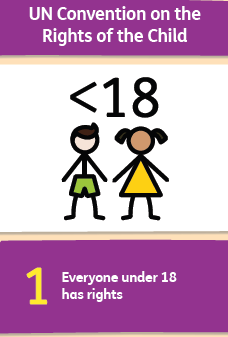 UN Convention on the
Rights of the Child
<18
1
Everyone under 18
has rights